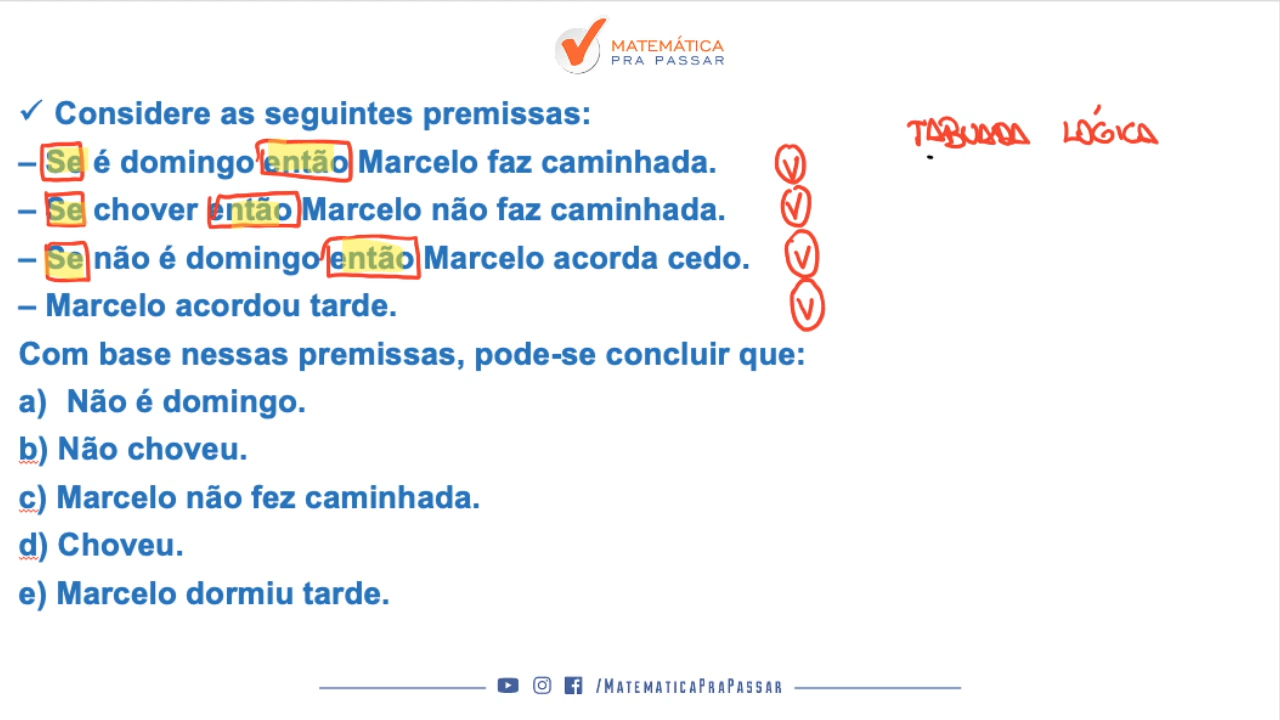 MATEMÁTICA
PRA PASSAR
✓ Considere as seguintes premissas:
TABUADA LÓGICA
– Se é domingo então Marcelo faz caminhada. V
– Se chover então Marcelo não faz caminhada. V
– Se não é domingo então Marcelo acorda cedo. V
– Marcelo acordou tarde. V
Com base nessas premissas, pode-se concluir que:
a) Não é domingo.
b) Não choveu.
c) Marcelo não fez caminhada.
d) Choveu.
e) Marcelo dormiu tarde.
/MATEMATICAPRAPASSAR